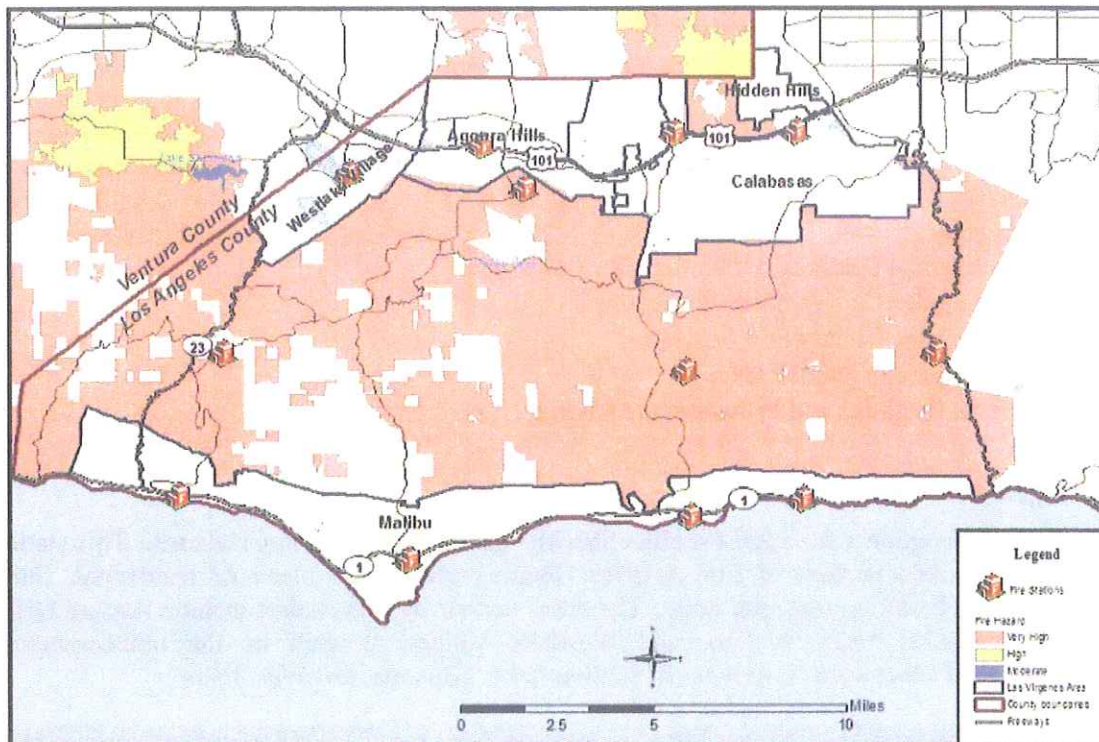 Hidden Hills
Agoura Hills
101
101
Calabasas
Westlake Village
Ventura County
Los Angeles County
23
1
Malibu
1
Legend
Fire Stations
Fire Hazard
Very High
High
Moderate
Las Virgenes Area
County boundaries
Freeways
Miles
0 2.5 5 10